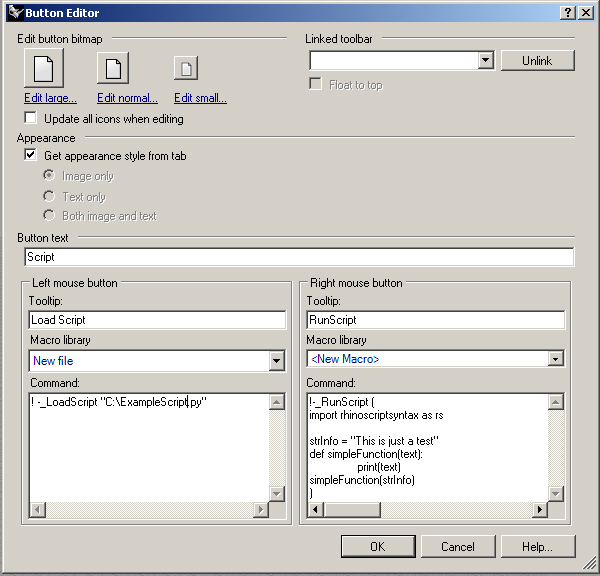 Button Editor
Edit button bitmap
Linked toolbar
Unlink
Float to top
Edit large... Edit normal... Edit small...
Update all icons when editing
Appearance
Get appearance style from tab
Image only
Text only
Both image and text
Button text
Script
Left mouse button
Tooltip:
Load Script
Macro library
New file
Command:
! -_LoadScript "C:\ExampleScript.py"
Right mouse button
Tooltip:
RunScript
Macro library
<New Macro>
Command:
!-_RunScript (
import rhinoscriptsyntax as rs
strInfo = "This is just a test"
def simpleFunction(text):
print(text)
simpleFunction(strInfo)
)
OK Cancel Help...